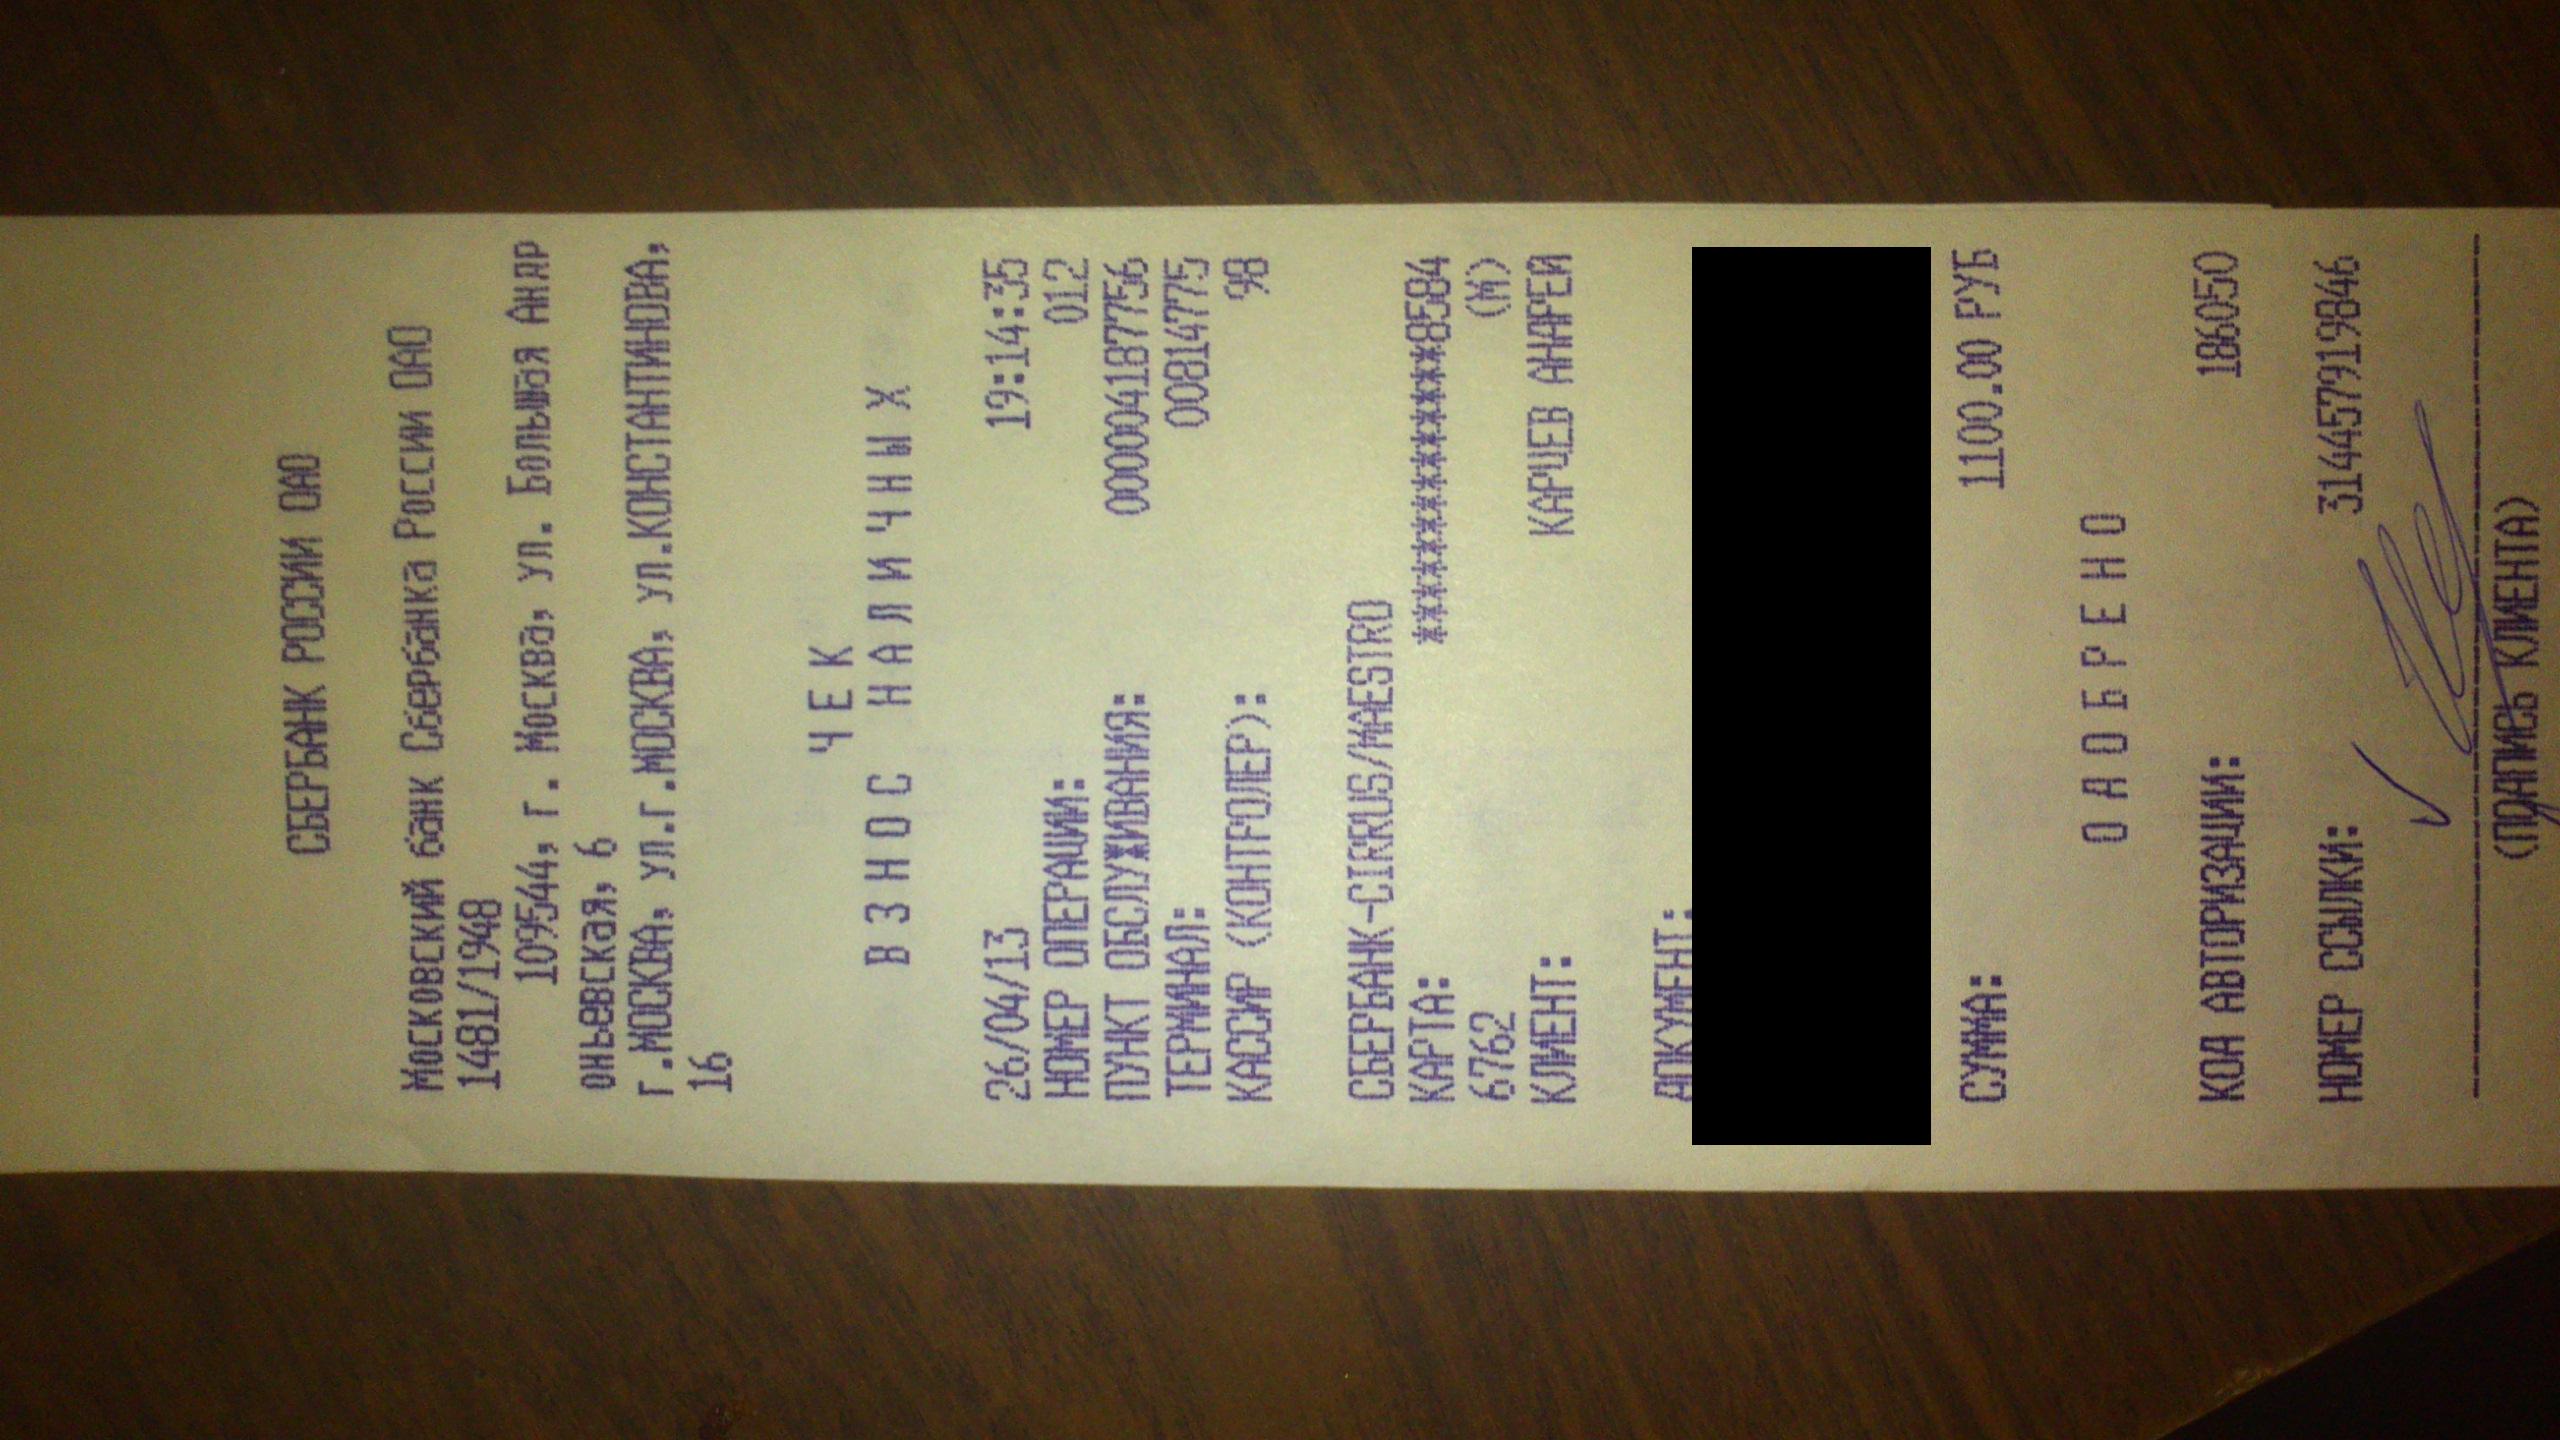 СБЕРБАНК РОССИИ ОАО
Московский банк Сбербанка России ОАО
1481/1948
109544, г. Москва, ул. Большая Андр
оньевская, 6
Г.МОСКВА, УЛ.Г.МОСКВА, УЛ.КОНСТАНТИНОВА,
16
ЧЕК
ВЗНОС НАЛИЧНЫХ
26/04/13 19:14:35
НОМЕР ОПЕРАЦИИ: 012
ПУНКТ ОБСЛУЖИВАНИЯ: 000004187756
ТЕРМИНАЛ: 00814775
КАССИР (КОНТРОЛЕР): 98
СБЕРБАНК-CIRRUS/MAESTRO
КАРТА: **************8584
6762 (М)
КЛИЕНТ: КАРЦЕВ АНДРЕЙ
ДОКУМЕНТ:
СУММА: 1100.00 РУБ
ОДОБРЕНО
КОД АВТОРИЗАЦИИ: 186050
НОМЕР ССЫЛКИ: 314457919846
(ПОДПИСЬ КЛИЕНТА)